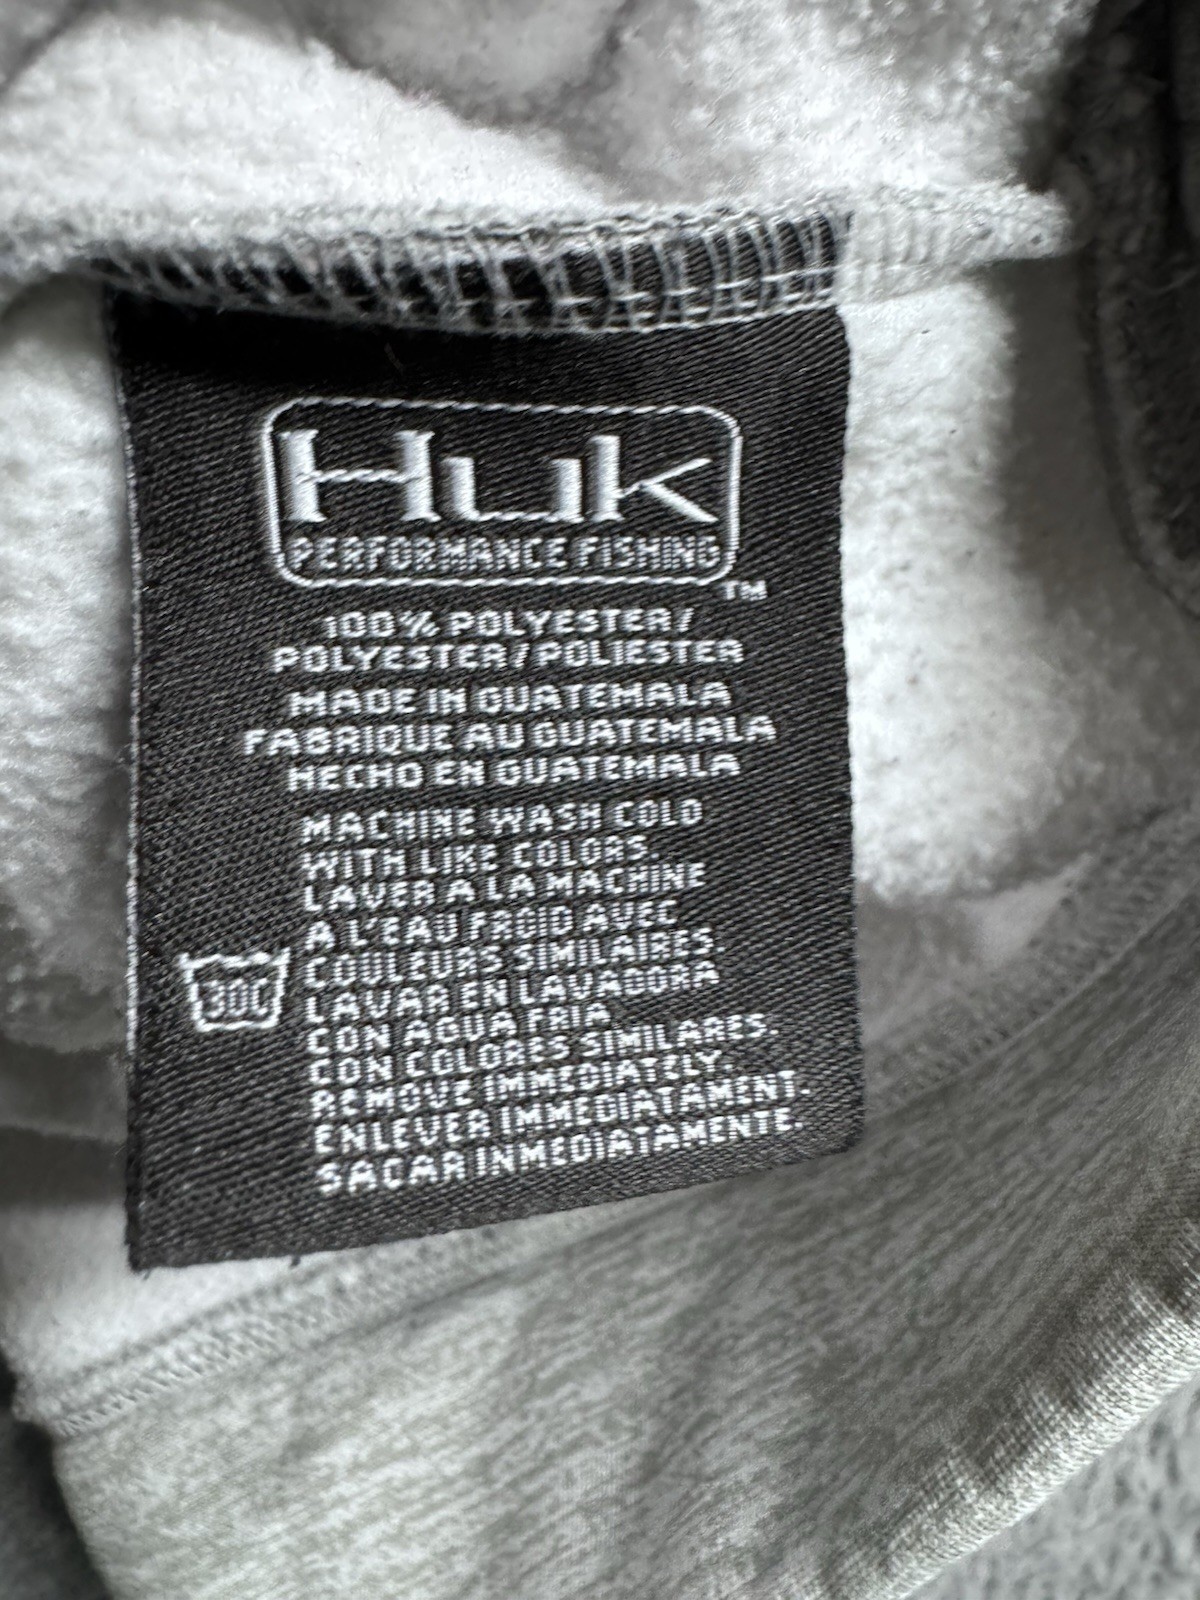 Huk
PERFORMANCE FISHING
TM
100% POLYESTER/
POLYESTER/POLIESTER
MADE IN GUATEMALA
FABRIQUE AU GUATEMALA
HECHO EN GUATEMALA
MACHINE WASH COLD
WITH LIKE COLORS.
LAVER A LA MACHINE
A L'EAU FROID AVEC
COULEURS SIMILAIRES.
30C
LAVAR EN LAVADORA
CON AGUA FRIA
CON COLORES SIMILARES.
REMOVE IMMEDIATELY.
ENLEVER IMMEDIATAMENT.
SACAR INMEDIATAMENTE.